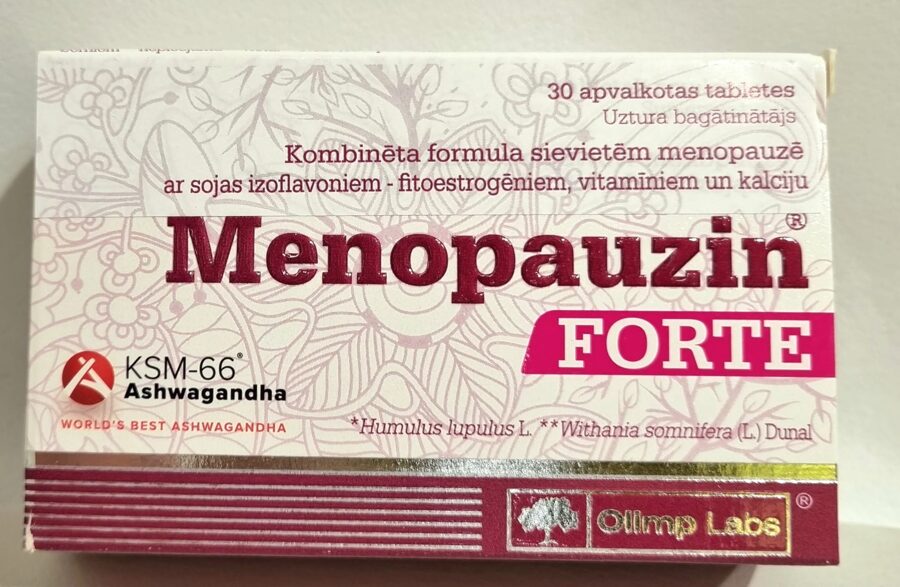 30 apvalkotas tabletes
Uztura bagātinātājs
Kombinēta formula sievietēm menopauzē
ar sojas izoflavoniem - fitoestrogēniem, vitamīniem un kalciju
Menopauzin®
FORTE
KSM-66®
Ashwagandha
WORLD'S BEST ASHWAGANDHA
*Humulus lupulus L. **Withania somnifera (L.) Dunal
Olimp Labs ®